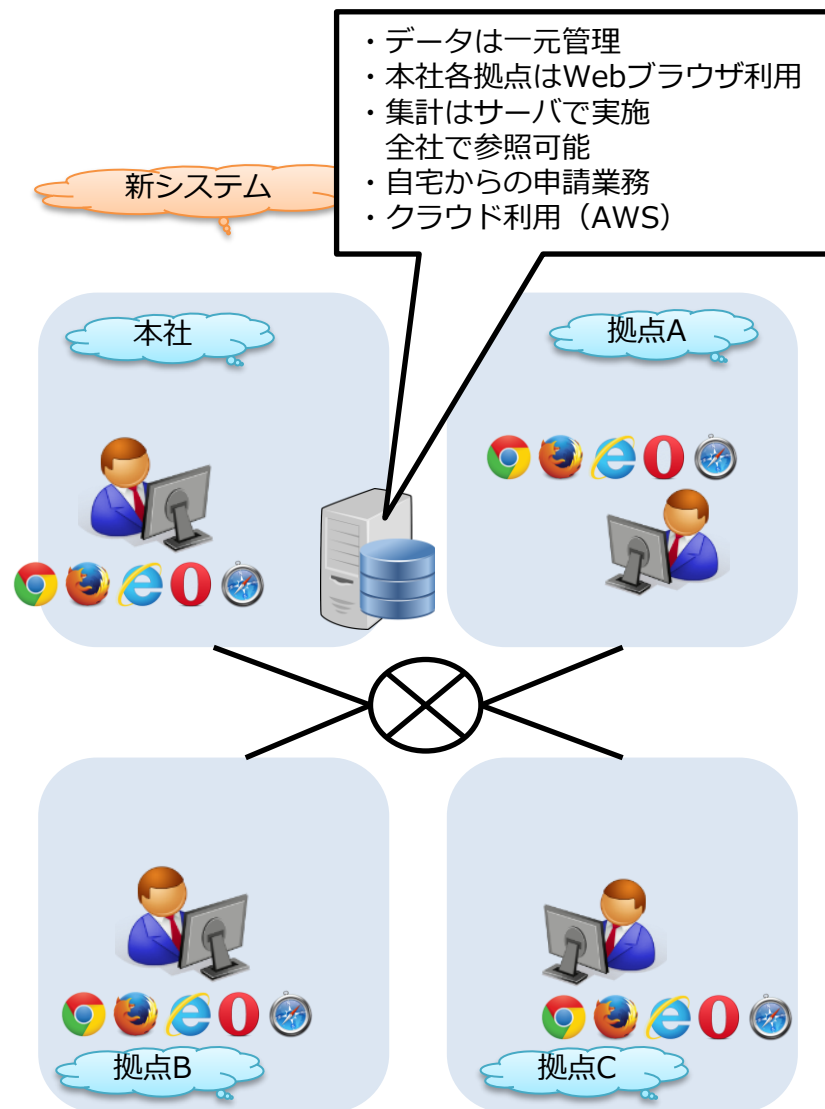 ・データは一元管理
・本社各拠点はWebブラウザ利用
・集計はサーバで実施
全社で参照可能
・自宅からの申請業務
・クラウド利用（AWS）
新システム
本社
拠点A
拠点B
拠点C